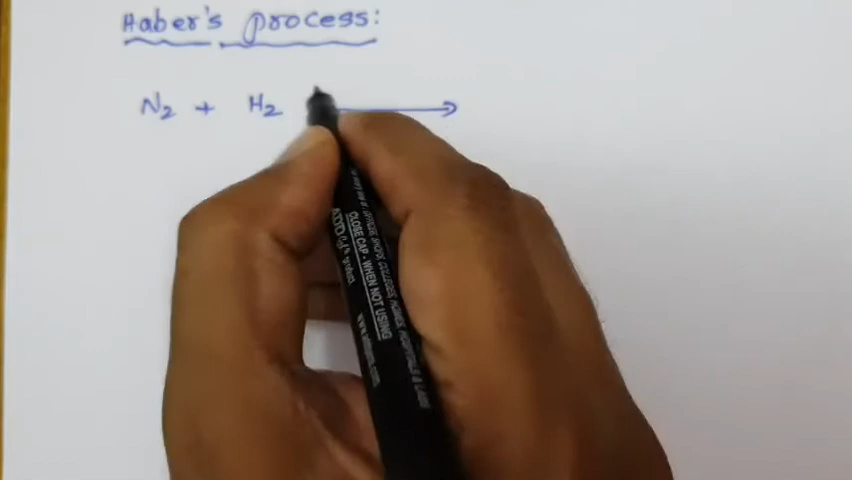 Haber's process:
N₂ + H₂ →
CLOSE CAP - WHEN NOT USING